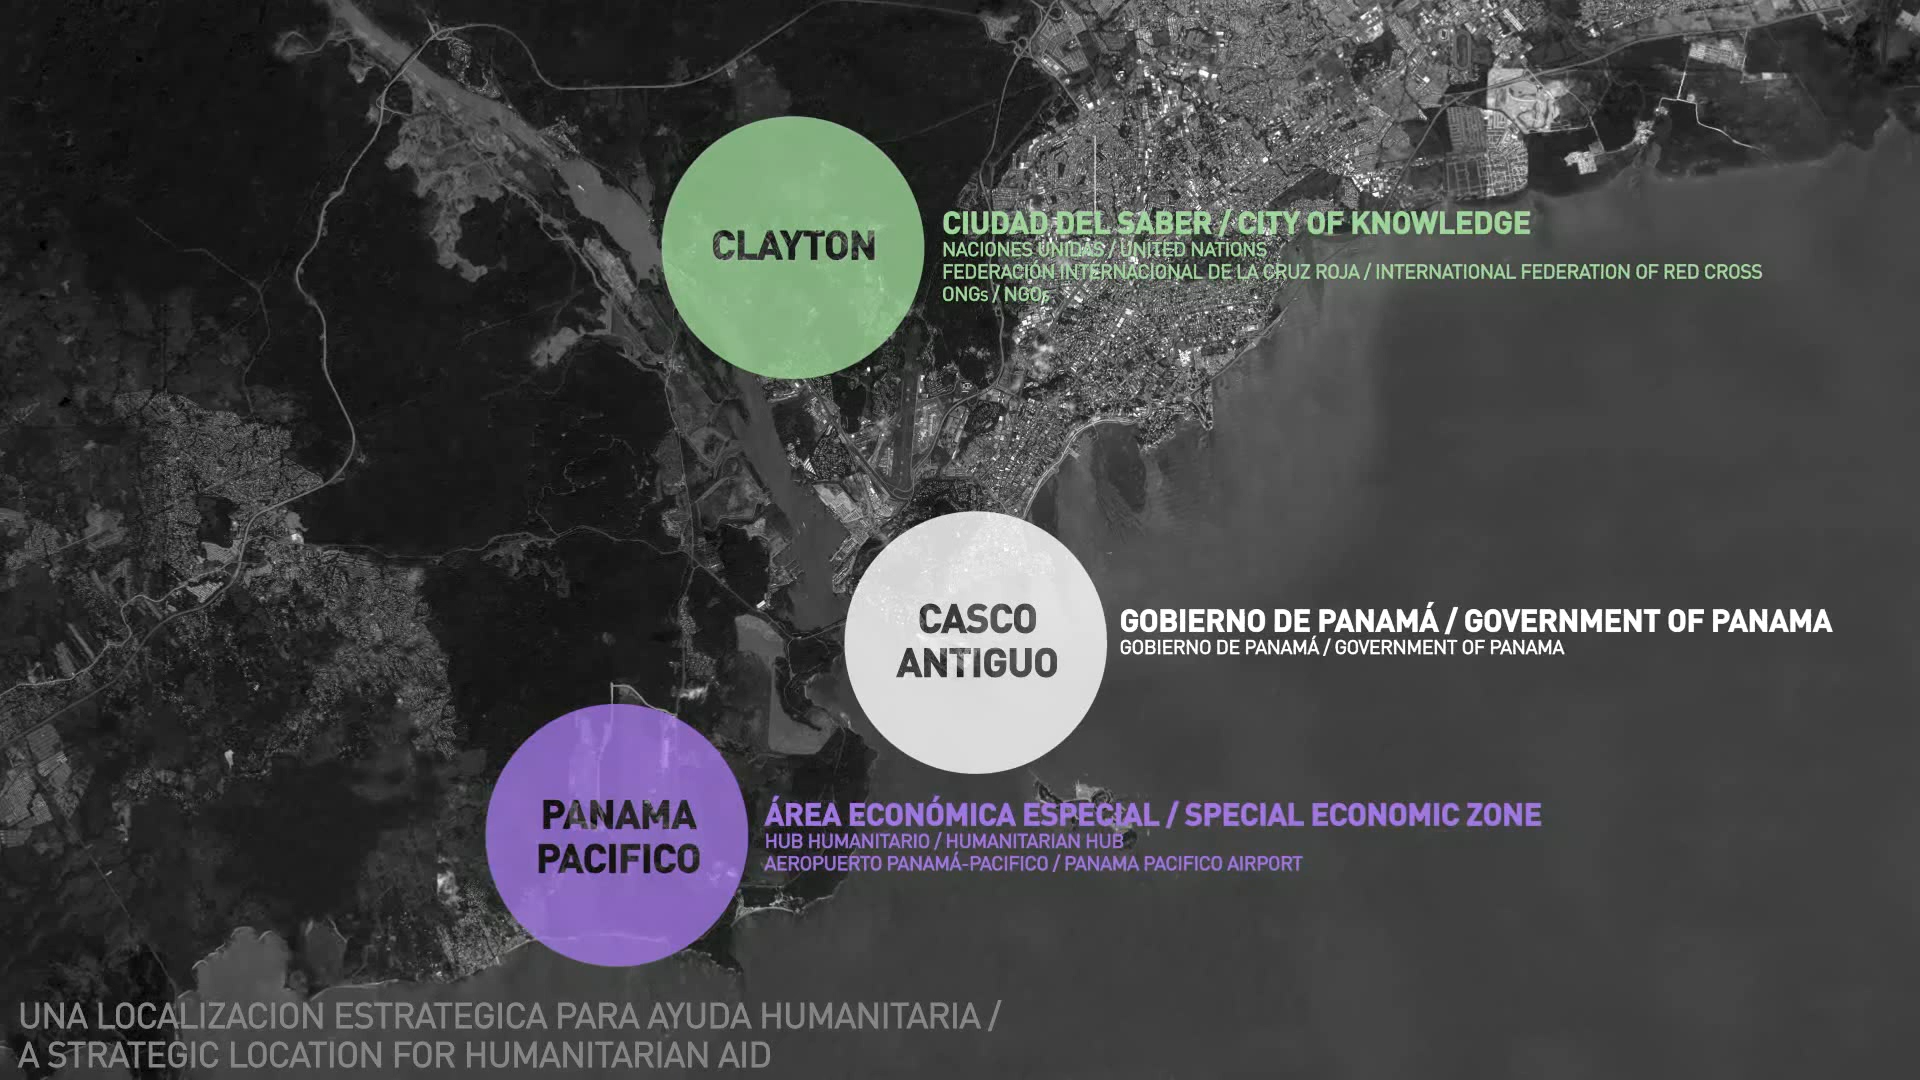 CLAYTON
CIUDAD DEL SABER / CITY OF KNOWLEDGE
NACIONES UNIDAS / UNITED NATIONS
FEDERACIÓN INTERNACIONAL DE LA CRUZ ROJA / INTERNATIONAL FEDERATION OF RED CROSS
ONGs / NGOs
CASCO
ANTIGUO
GOBIERNO DE PANAMÁ / GOVERNMENT OF PANAMA
GOBIERNO DE PANAMÁ / GOVERNMENT OF PANAMA
PANAMA
PACIFICO
ÁREA ECONÓMICA ESPECIAL / SPECIAL ECONOMIC ZONE
HUB HUMANITARIO / HUMANITARIAN HUB
AEROPUERTO PANAMÁ-PACIFICO / PANAMA PACIFICO AIRPORT
UNA LOCALIZACION ESTRATEGICA PARA AYUDA HUMANITARIA /
A STRATEGIC LOCATION FOR HUMANITARIAN AID